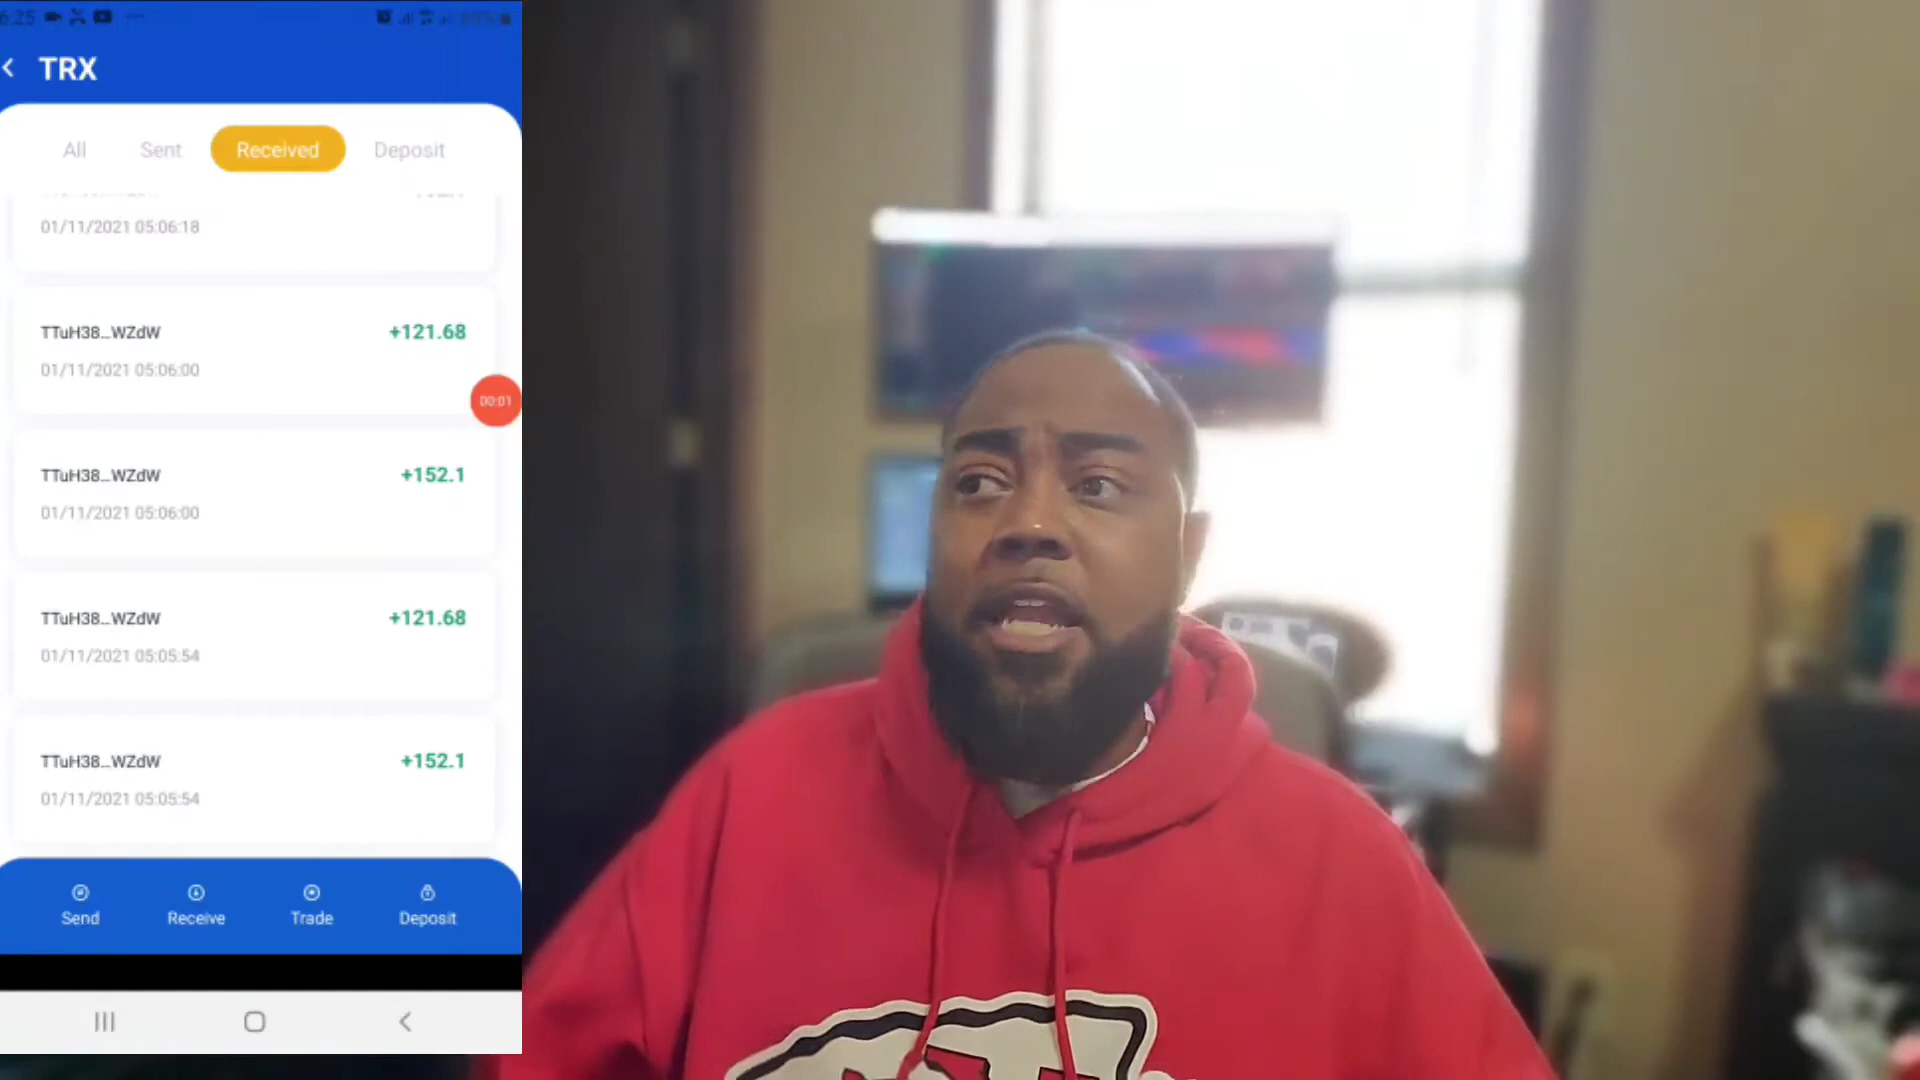 6:25
TRX
All Sent Received Deposit
01/11/2021 05:06:18
TTuH38...WZdW +121.68
01/11/2021 05:06:00
00:01
TTuH38...WZdW +152.1
01/11/2021 05:06:00
TTuH38...WZdW +121.68
01/11/2021 05:05:54
TTuH38...WZdW +152.1
01/11/2021 05:05:54
Send Receive Trade Deposit